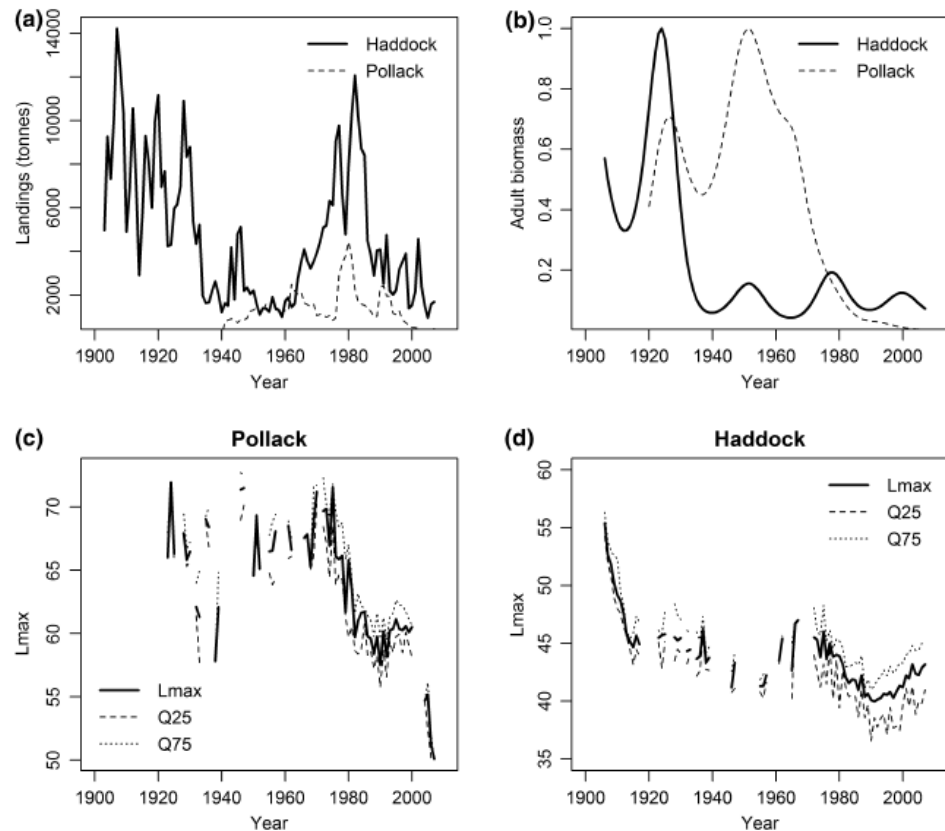 (a)
14000
10000
6000
2000
Landings (tonnes)
Haddock
Pollack
1900 1920 1940 1960 1980 2000
Year
(b)
1.0
0.8
0.6
0.4
0.2
Adult biomass
Haddock
Pollack
1900 1920 1940 1960 1980 2000
Year
(c)
Pollack
70
65
60
55
50
Lmax
Lmax
Q25
Q75
1900 1920 1940 1960 1980 2000
Year
(d)
Haddock
60
55
50
45
40
35
Lmax
Lmax
Q25
Q75
1900 1920 1940 1960 1980 2000
Year